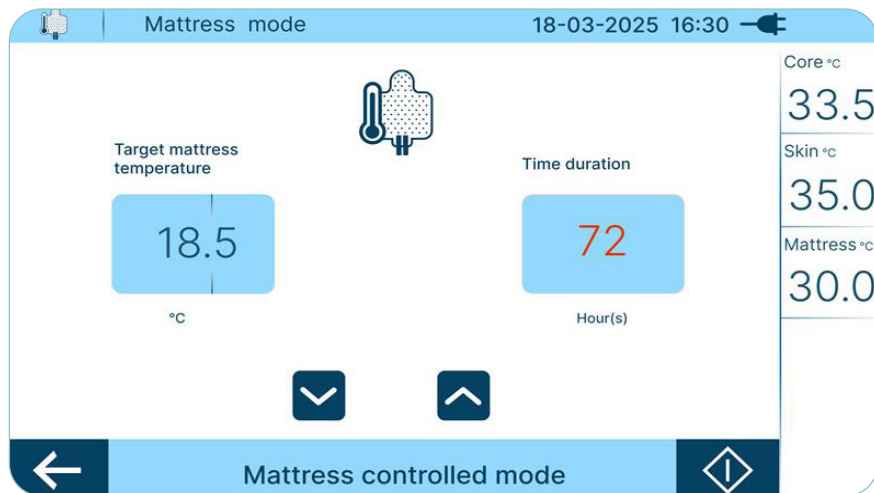 Mattress mode
18-03-2025 16:30
Core °C
33.5
Skin °C
35.0
Mattress °C
30.0
Target mattress
temperature
18.5
°C
Time duration
72
Hour(s)
Mattress controlled mode